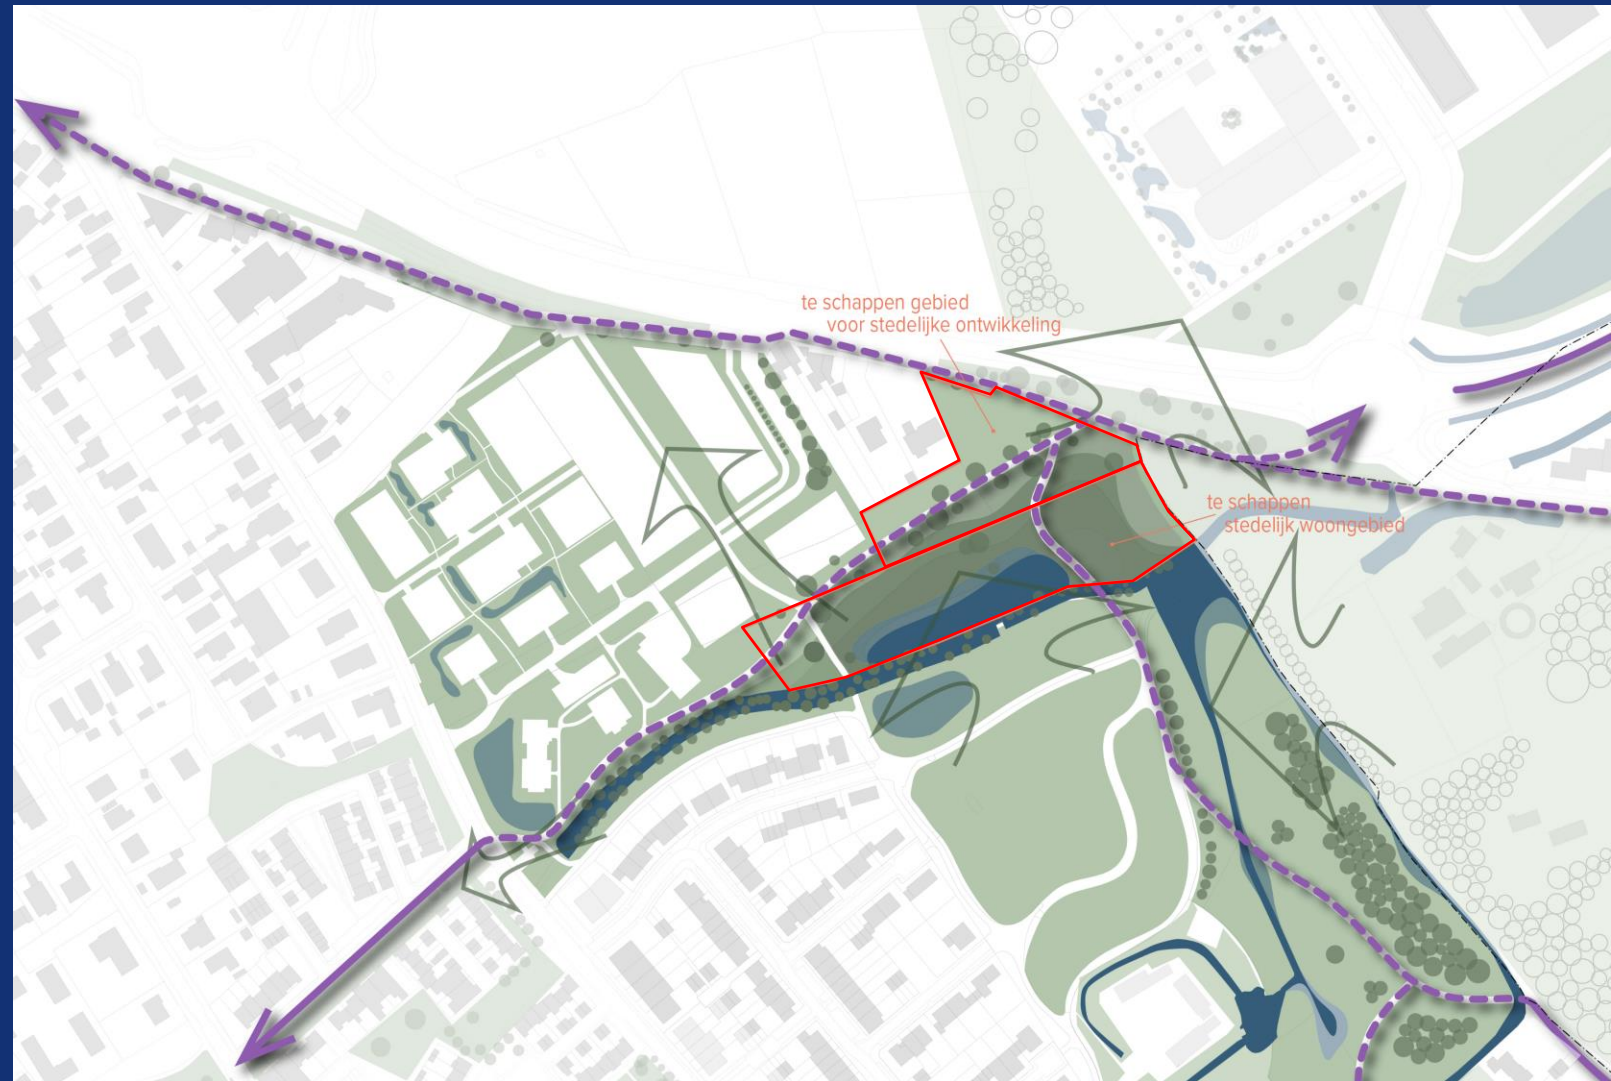 te schappen gebied
voor stedelijke ontwikkeling
te schappen
stedelijk woongebied